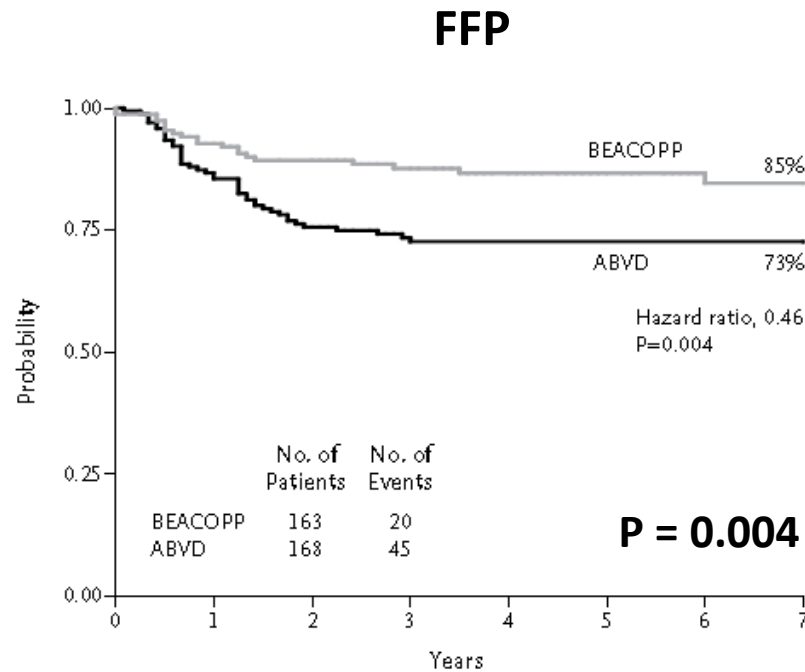 FFP
1.00
BEACOPP
85%
0.75
ABVD
73%
Hazard ratio, 0.46
P=0.004
Probability
0.50
No. of No. of
Patients Events
0.25
BEACOPP 163 20
ABVD 168 45
P = 0.004
0.00
0 1 2 3 4 5 6 7
Years